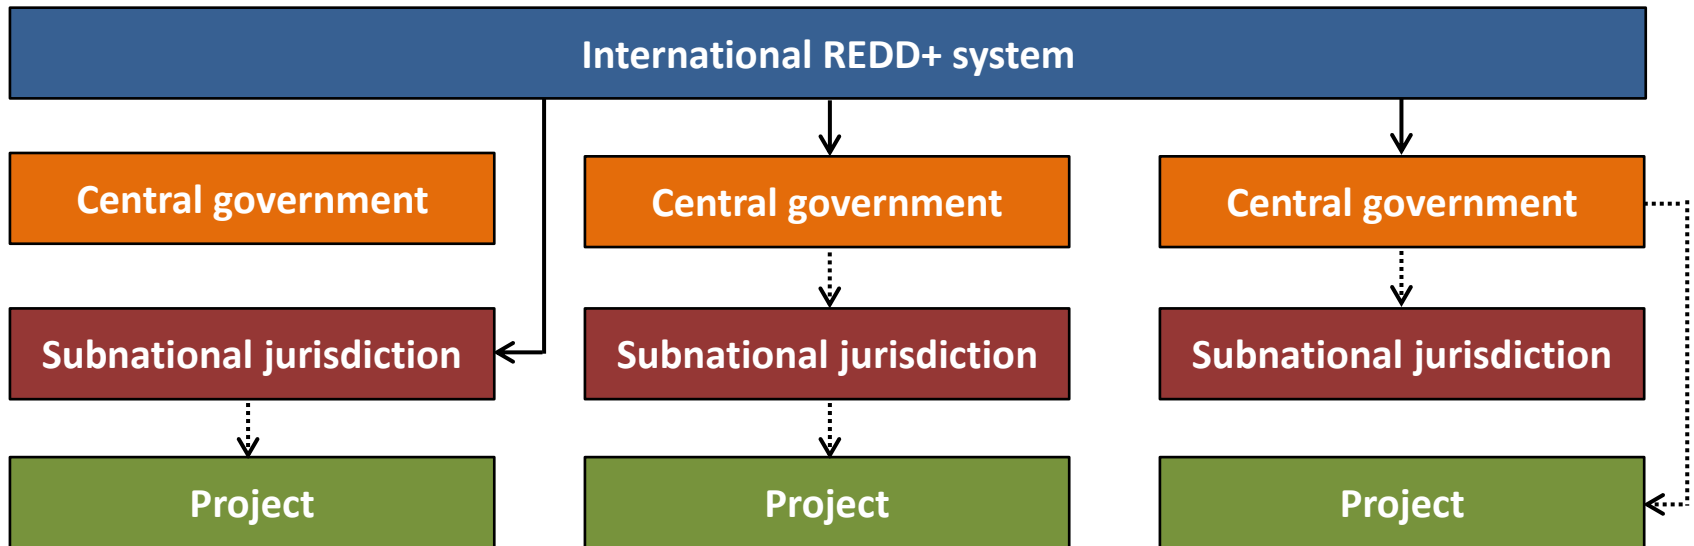 International REDD+ system
Central government
Central government
Central government
Subnational jurisdiction
Subnational jurisdiction
Subnational jurisdiction
Project
Project
Project